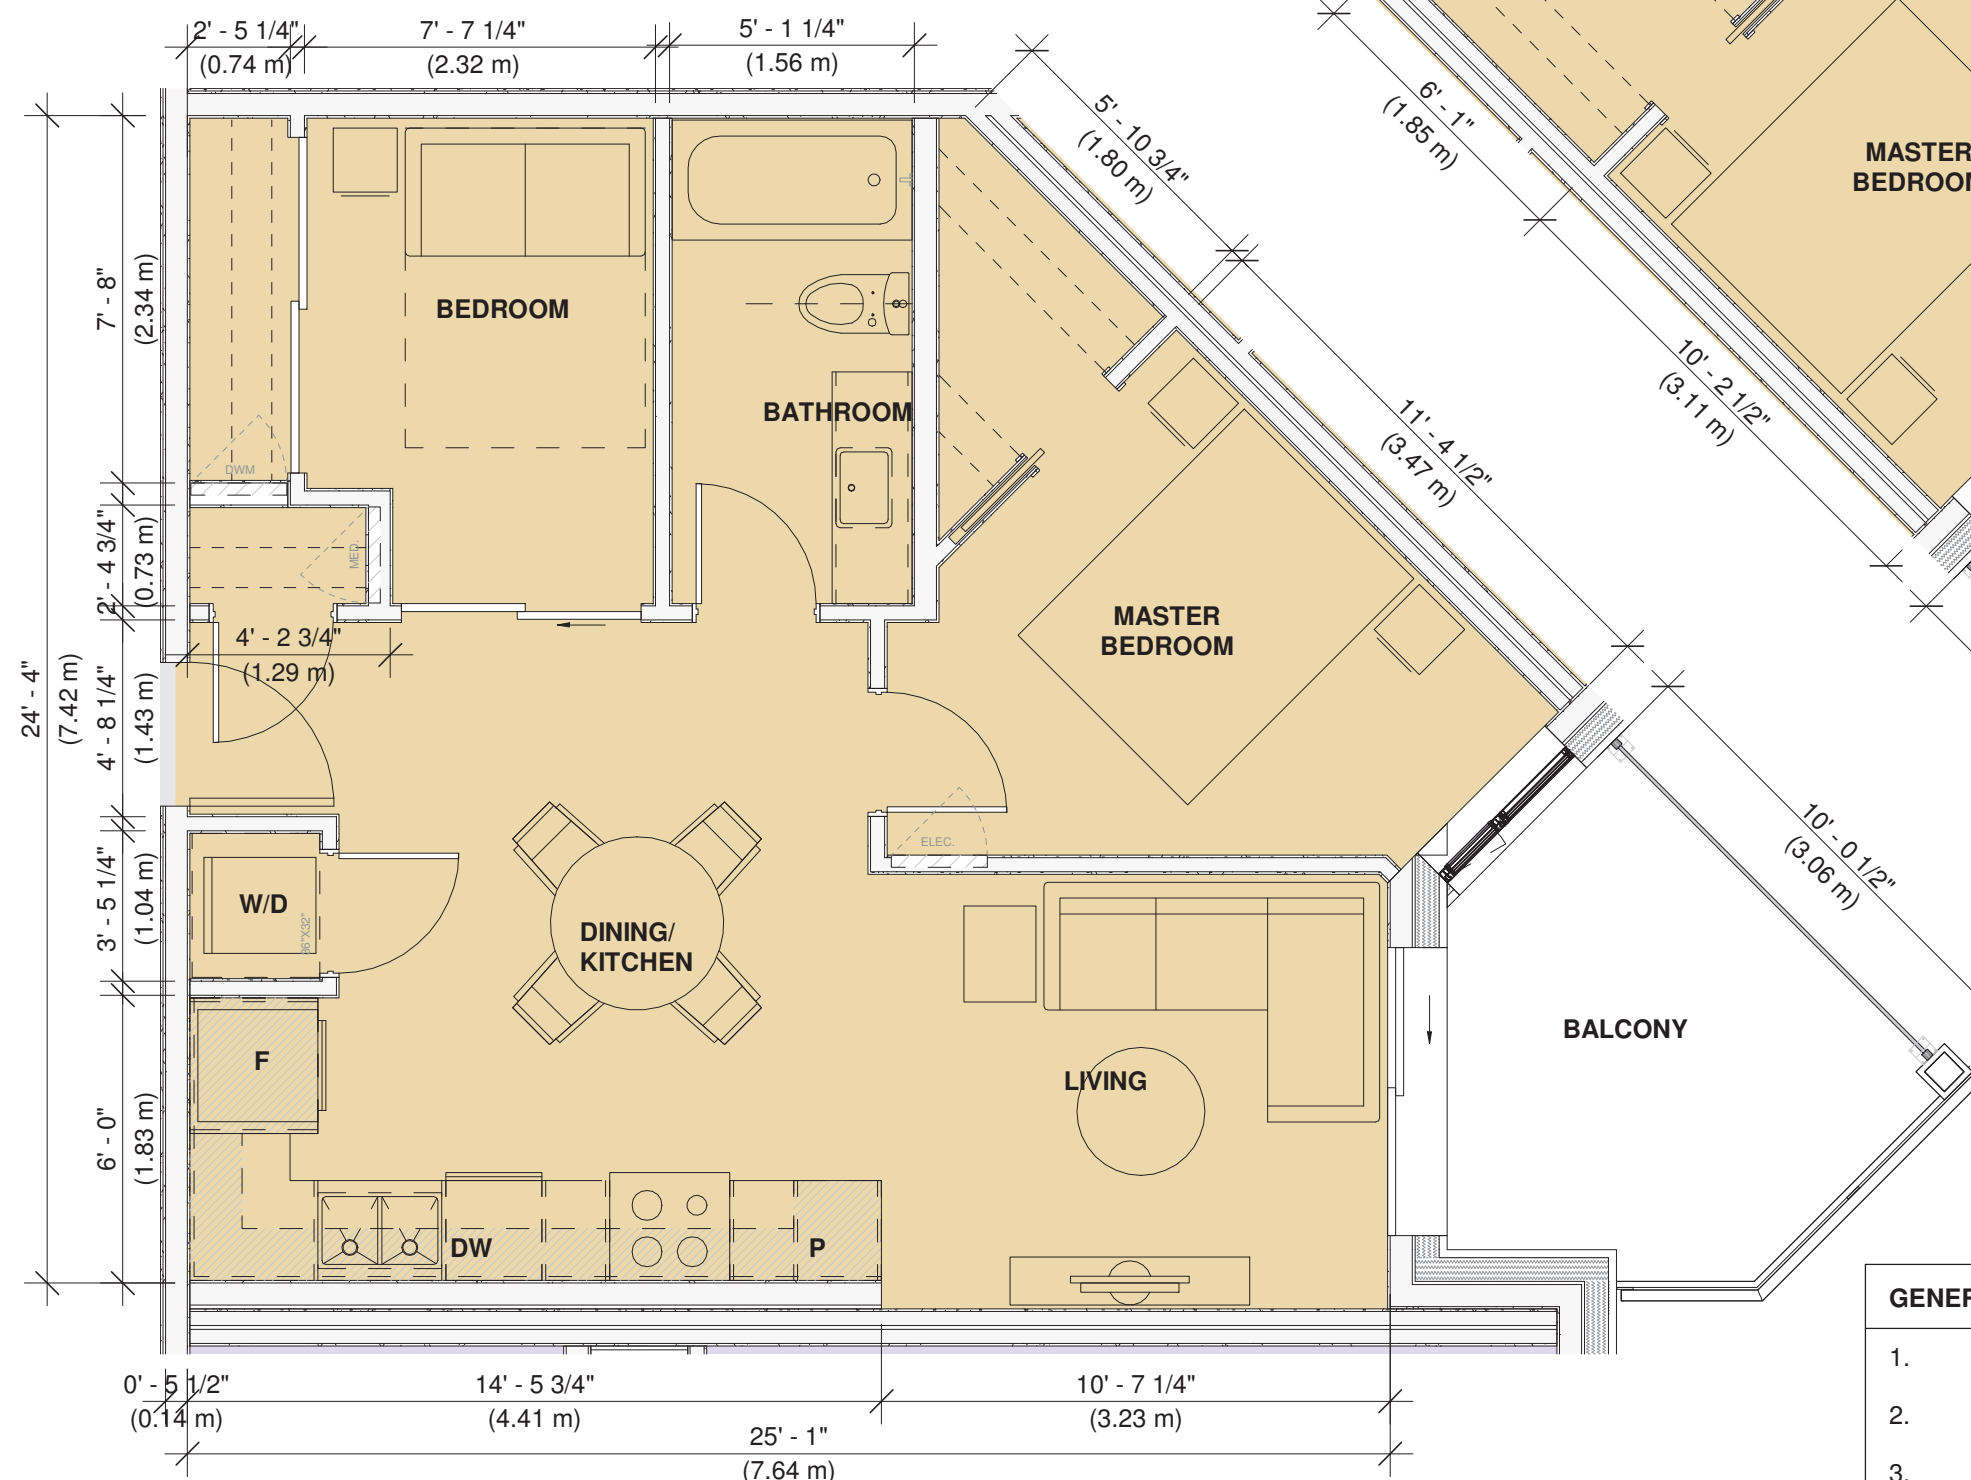 2' - 5 1/4"
(0.74 m)
7' - 7 1/4"
(2.32 m)
5' - 1 1/4"
(1.56 m)
5' - 10 3/4"
(1.80 m)
6' - 1"
(1.85 m)
MASTER
10' - 2 1/2"
(3.11 m)
11' - 4 1/2"
(3.47 m)
7' - 8"
(2.34 m)
BEDROOM
BATHROOM
DWM
MED.
2' - 4 3/4"
(0.73 m)
MASTER
BEDROOM
4' - 2 3/4"
(1.29 m)
24' - 4"
(7.42 m)
4' - 8 1/4"
(1.43 m)
ELEC.
10' - 0 1/2"
(3.06 m)
3' - 5 1/4"
(1.04 m)
W/D
36"X32"
DINING/
KITCHEN
BALCONY
F
LIVING
6' - 0"
(1.83 m)
DW
P
1.
2.
3.
0' - 5 1/2"
(0.14 m)
14' - 5 3/4"
(4.41 m)
10' - 7 1/4"
(3.23 m)
25' - 1"
(7.64 m)